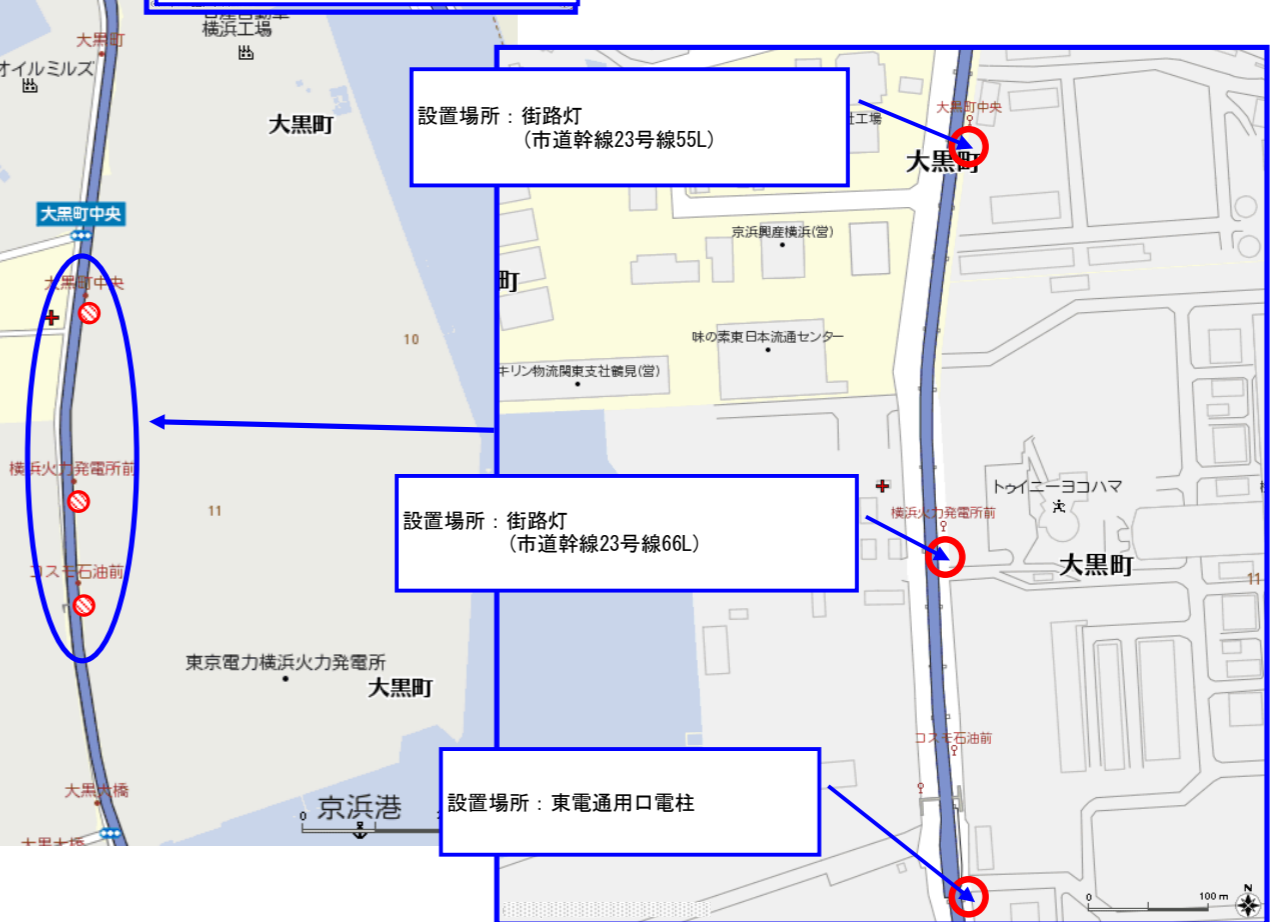 横浜工場
大黒町
オイルミルズ
大黒町
大黒町中央
大黒町中央
10
横浜火力発電所前
11
コスモ石油前
東京電力横浜火力発電所
大黒町
大黒大橋
京浜港
0
設置場所：街路灯
(市道幹線23号線55L)
大黒町中央
社工場
大黒町
京浜興産横浜(営)
町
味の素東日本流通センター
キリン物流関東支社鶴見(営)
設置場所：街路灯
(市道幹線23号線66L)
トゥイニーヨコハマ
横浜火力発電所前
大黒町
11
コスモ石油前
設置場所：東電通用口電柱
0
100 m
N